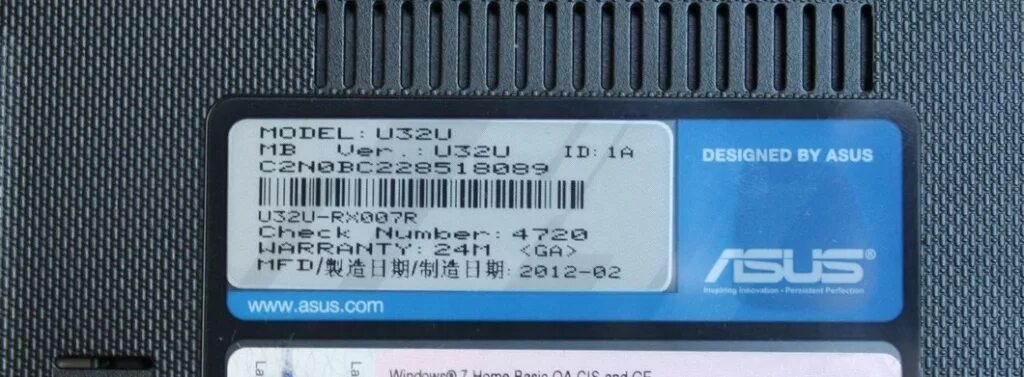 MODEL: U32U
MB Ver.: U32U ID: 1A
C2N0BC228518089
U32U-RX007R
Check Number: 4720
WARRANTY: 24M <GA>
MFD/製造日期/制造日期: 2012-02
www.asus.com
DESIGNED BY ASUS
ASUS®
Inspiring Innovation • Persistent Perfection
La
La
Windows® 7 Home Basic OA CIS and GE